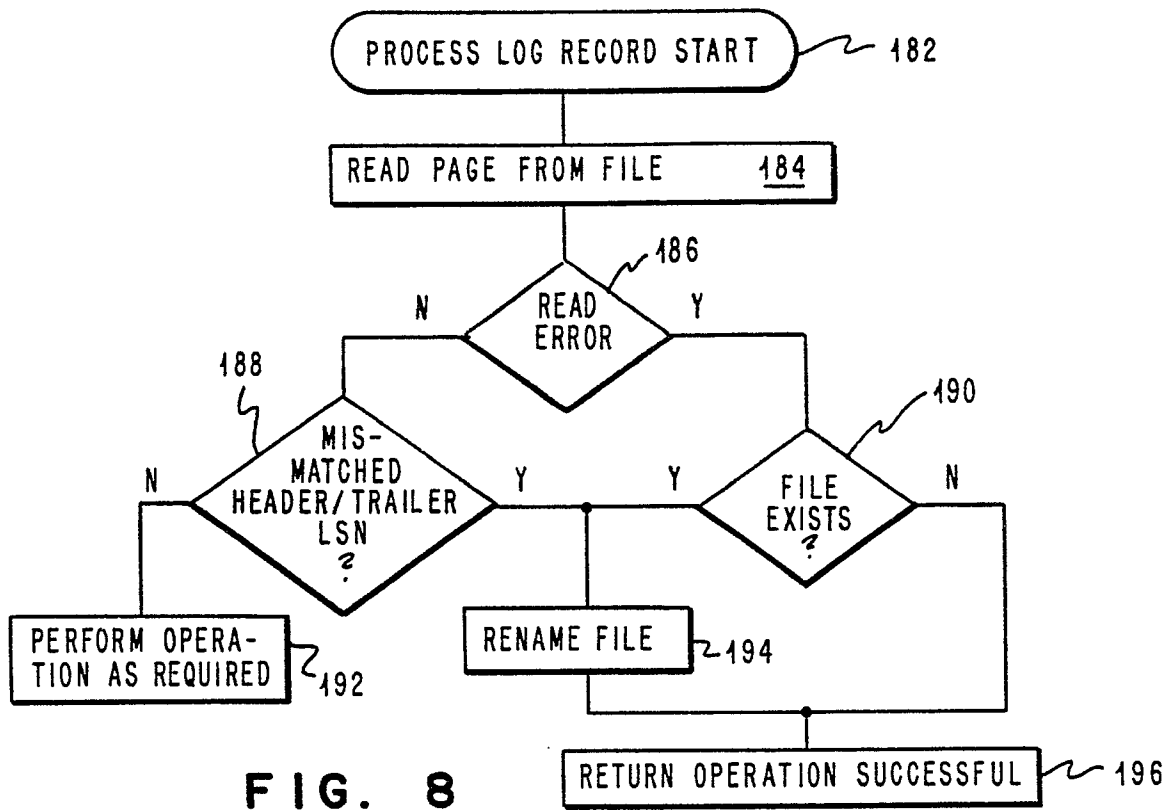 PROCESS LOG RECORD START
182
READ PAGE FROM FILE 184
186
READ
ERROR
N
Y
188
MIS-
MATCHED
HEADER/TRAILER
LSN
?
N
Y
190
FILE
EXISTS
?
Y
N
PERFORM OPERA-
TION AS REQUIRED
192
RENAME FILE
194
RETURN OPERATION SUCCESSFUL
196
FIG. 8